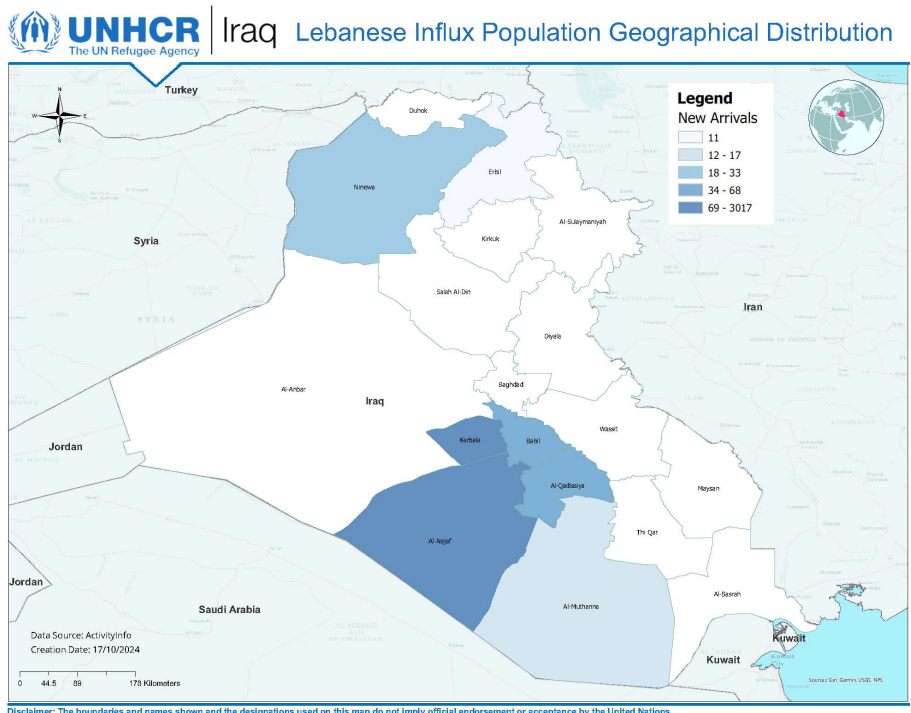 UNHCR
The UN Refugee Agency
Iraq
Lebanese Influx Population Geographical Distribution
Turkey
N
W
E
S
Duhok
Legend
New Arrivals
11
12 - 17
18 - 33
34 - 68
69 - 3017
Erbil
Ninewa
Al-Sulaymaniyah
Kirkuk
Syria
Salah Al-Din
SYRIA
Iran
Diyala
Baghdad
Al-Anbar
Iraq
Wassit
Kerbala
Babil
Jordan
Al-Qadissiya
Maysan
Thi Qar
Al-Najaf
Jordan
Al-Basrah
Al-Muthanna
Saudi Arabia
Data Source: ActivityInfo
Creation Date: 17/10/2024
Kuwait
Kuwait
Kuwait
City
0 44.5 89 178 Kilometers
Sources: Esri, Garmin, USGS, NPS
Disclaimer: The boundaries and names shown and the designations used on this map do not imply official endorsement or acceptance by the United Nations.